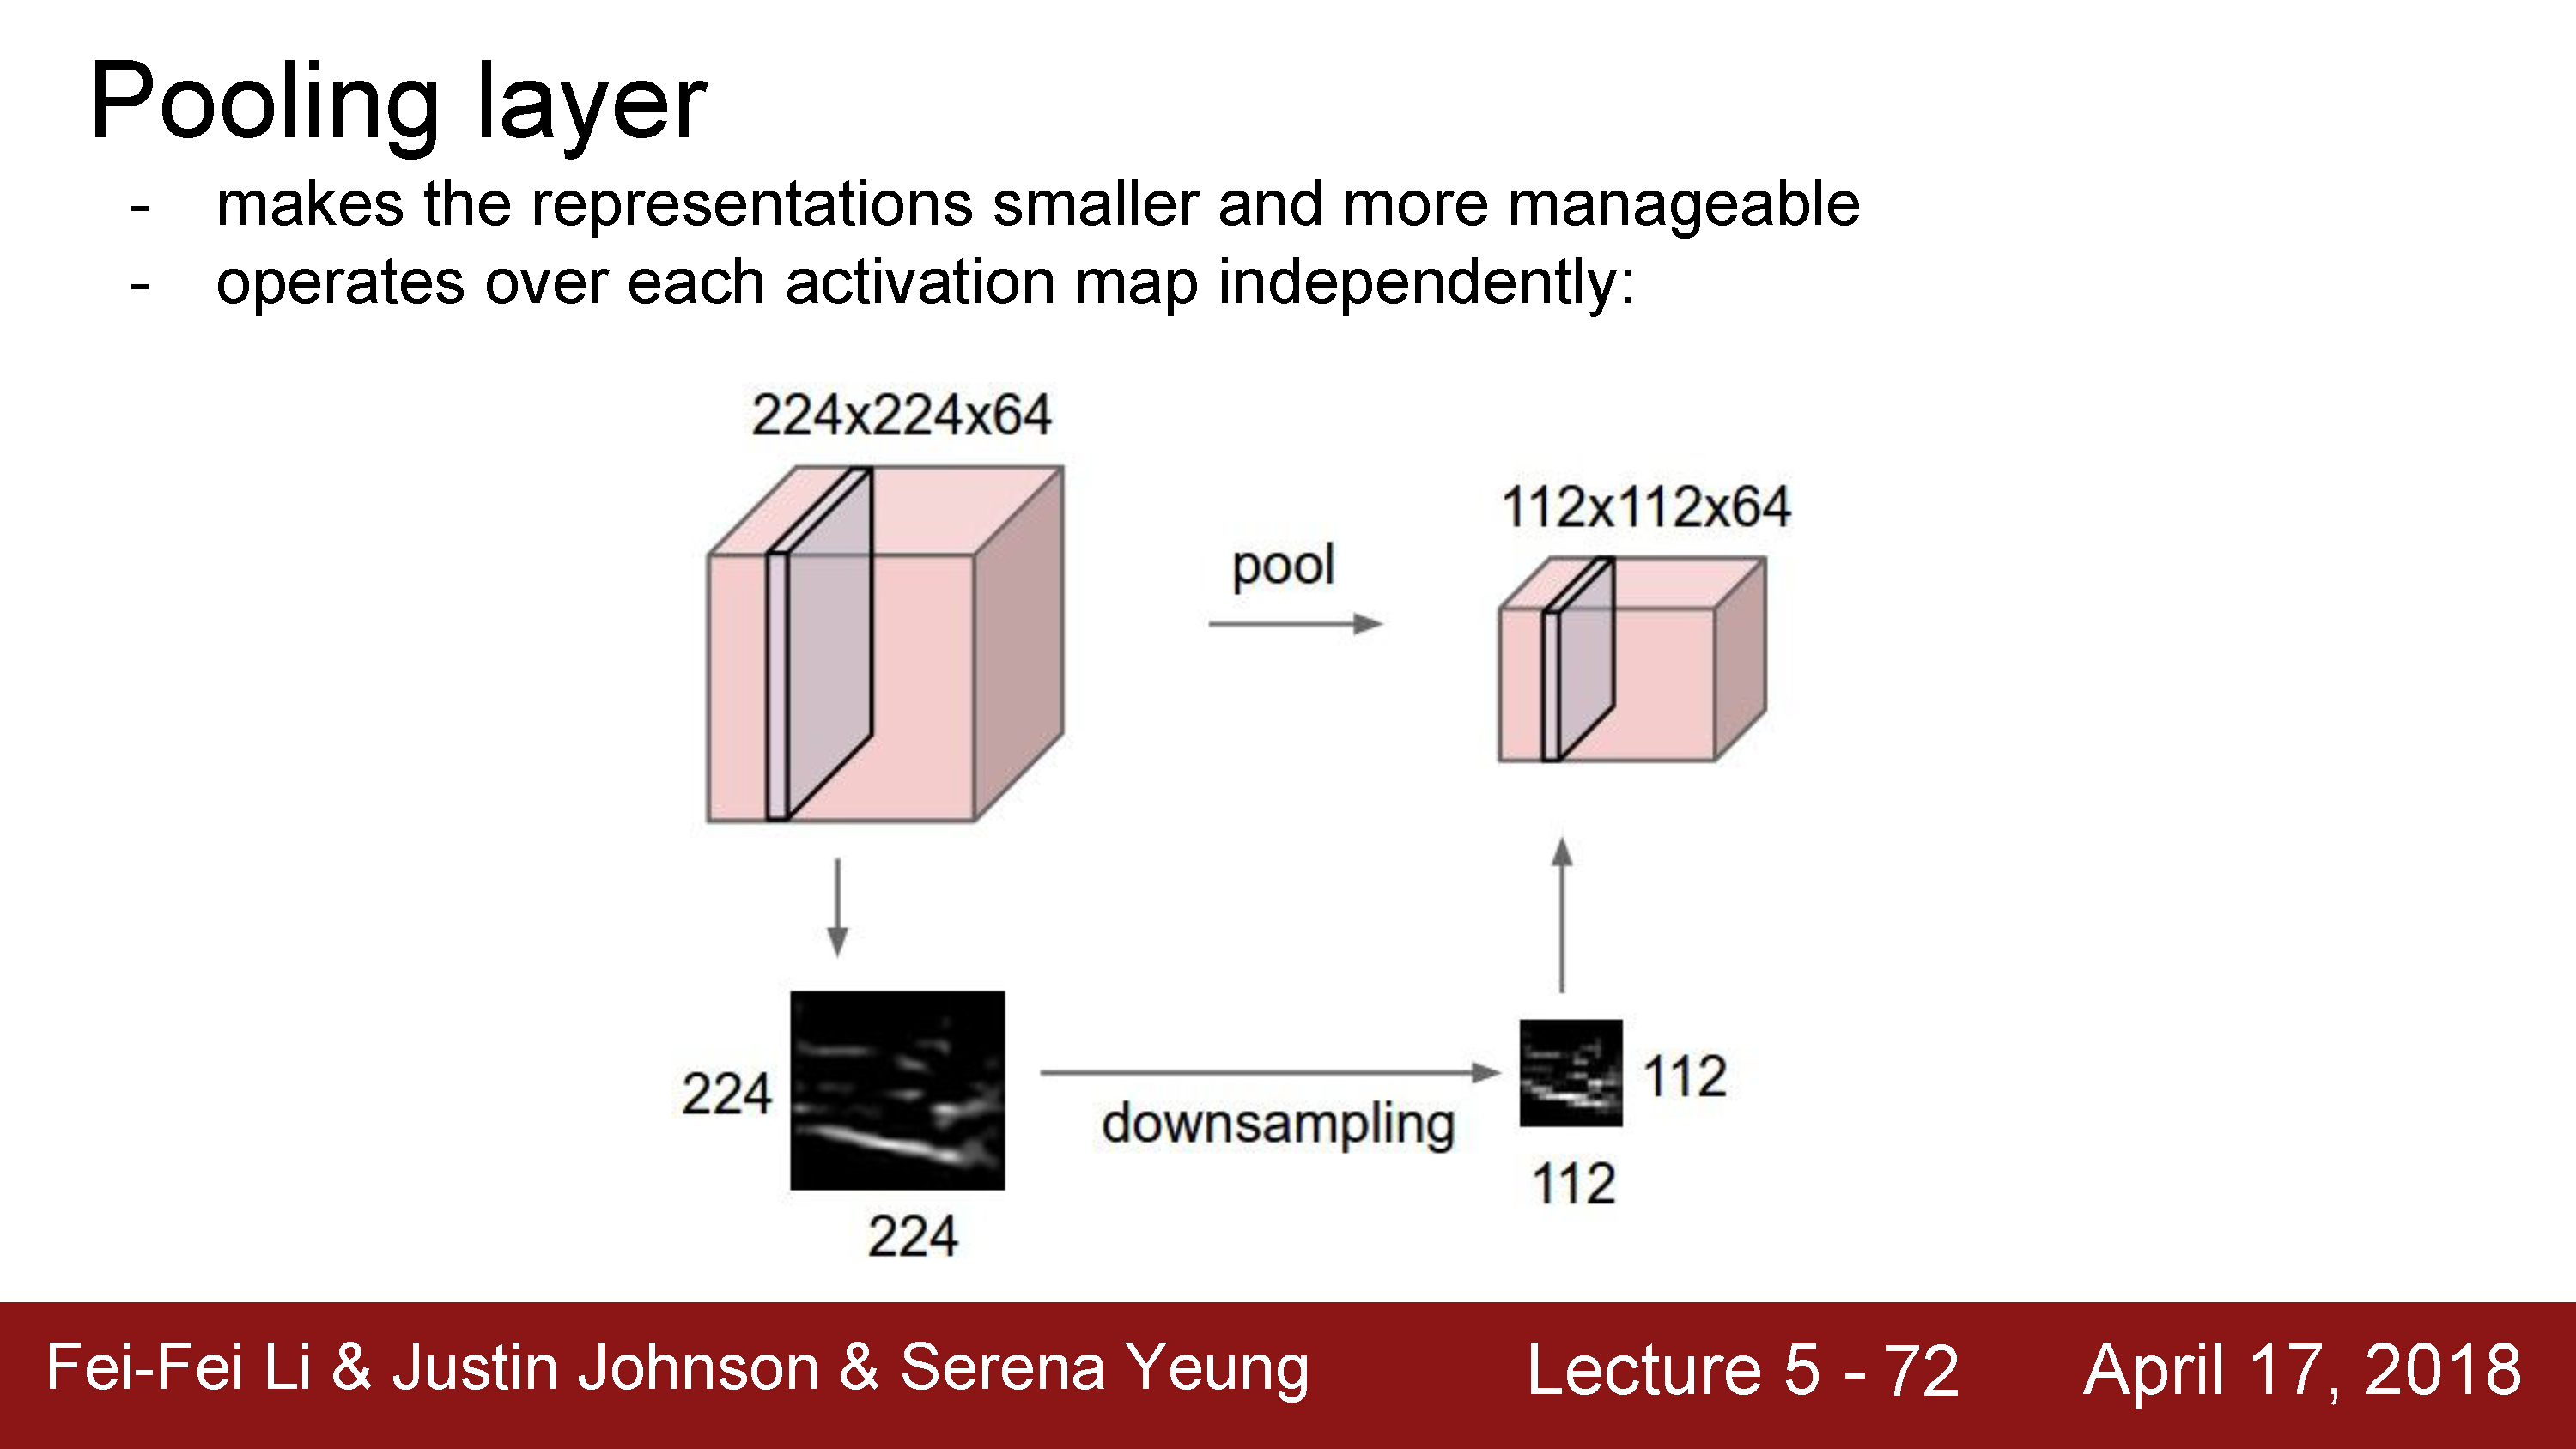 Pooling layer
- makes the representations smaller and more manageable
- operates over each activation map independently:
224x224x64
112x112x64
pool
224
224
downsampling
112
112
Fei-Fei Li & Justin Johnson & Serena Yeung
Lecture 5 - 72
April 17, 2018